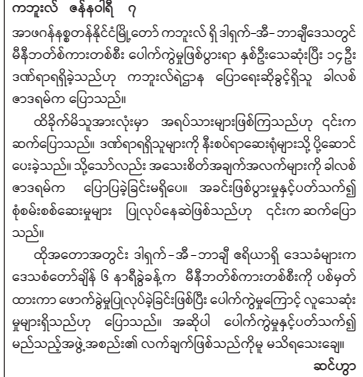 ကာဘူးလ် ဇန်နဝါရီ ၇
အာဖဂန်နစ္စတန်နိုင်ငံမြို့တော် ကာဘူးလ် ရှိ ဒါရှက်-အီ-ဘာချီဒေသတွင်
မီနီဘတ်စ်ကားတစ်စီး ပေါက်ကွဲမှုဖြစ်ပွားရာ နှစ်ဦးသေဆုံးပြီး ၁၄ဦး
ဒဏ်ရာရရှိခဲ့သည်ဟု ကာဘူးလ်ရဲဌာန ပြောရေးဆိုခွင့်ရှိသူ ခါလစ်
ဇာဒရမ်က ပြောသည်။
ထိခိုက်မိသူအားလုံးမှာ အရပ်သားများဖြစ်ကြသည်ဟု ၎င်းက
ဆက်ပြောသည်။ ဒဏ်ရာရရှိသူများကို နီးစပ်ရာဆေးရုံများသို့ ပို့ဆောင်
ပေးခဲ့သည်။ သို့သော်လည်း အသေးစိတ်အချက်အလက်များကို ခါလစ်
ဇာဒရမ်က ပြောပြခဲ့ခြင်းမရှိပေ။ အခင်းဖြစ်ပွားမှုနှင့်ပတ်သက်၍
စုံစမ်းစစ်ဆေးမှုများ ပြုလုပ်နေဆဲဖြစ်သည်ဟု ၎င်းက ဆက်ပြော
သည်။
ထိုအတောအတွင်း ဒါရှက်-အီ-ဘာချီ ဧရိယာရှိ ဒေသခံများက
ဒေသစံတော်ချိန် ၆ နာရီခွဲခန့်က မီနီဘတ်စ်ကားတစ်စီးကို ပစ်မှတ်
ထားကာ ဖောက်ခွဲမှုပြုလုပ်ခဲ့ခြင်းဖြစ်ပြီး ပေါက်ကွဲမှုကြောင့် လူသေဆုံး
မှုများရှိသည်ဟု ပြောသည်။ အဆိုပါ ပေါက်ကွဲမှုနှင့်ပတ်သက်၍
မည်သည့်အဖွဲ့အစည်း၏ လက်ချက်ဖြစ်သည်ကိုမူ မသိရသေးချေ။
ဆင်ဟွာ